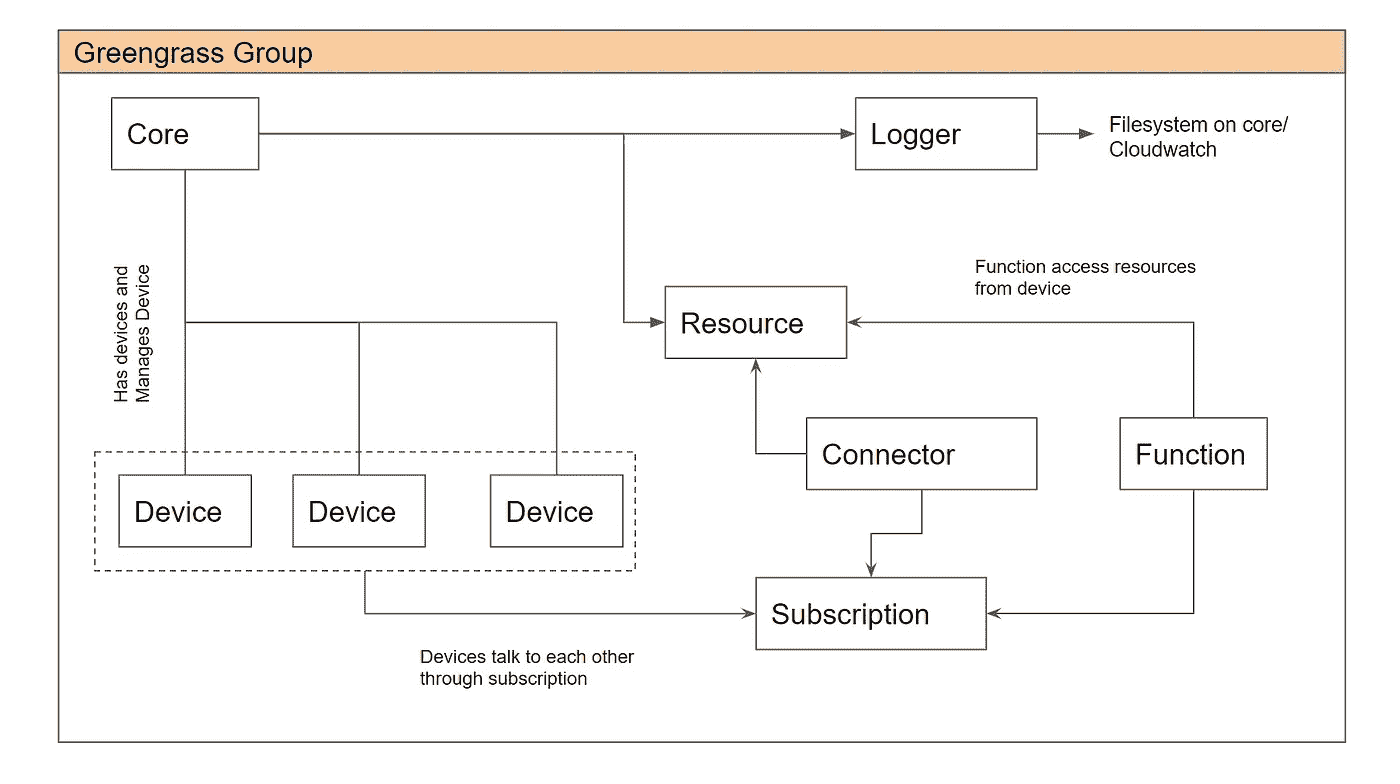 Greengrass Group
Core
Logger
Filesystem on core/
Cloudwatch
Has devices and
Manages Device
Function access resources
from device
Resource
Connector
Function
Device
Device
Device
Subscription
Devices talk to each other
through subscription